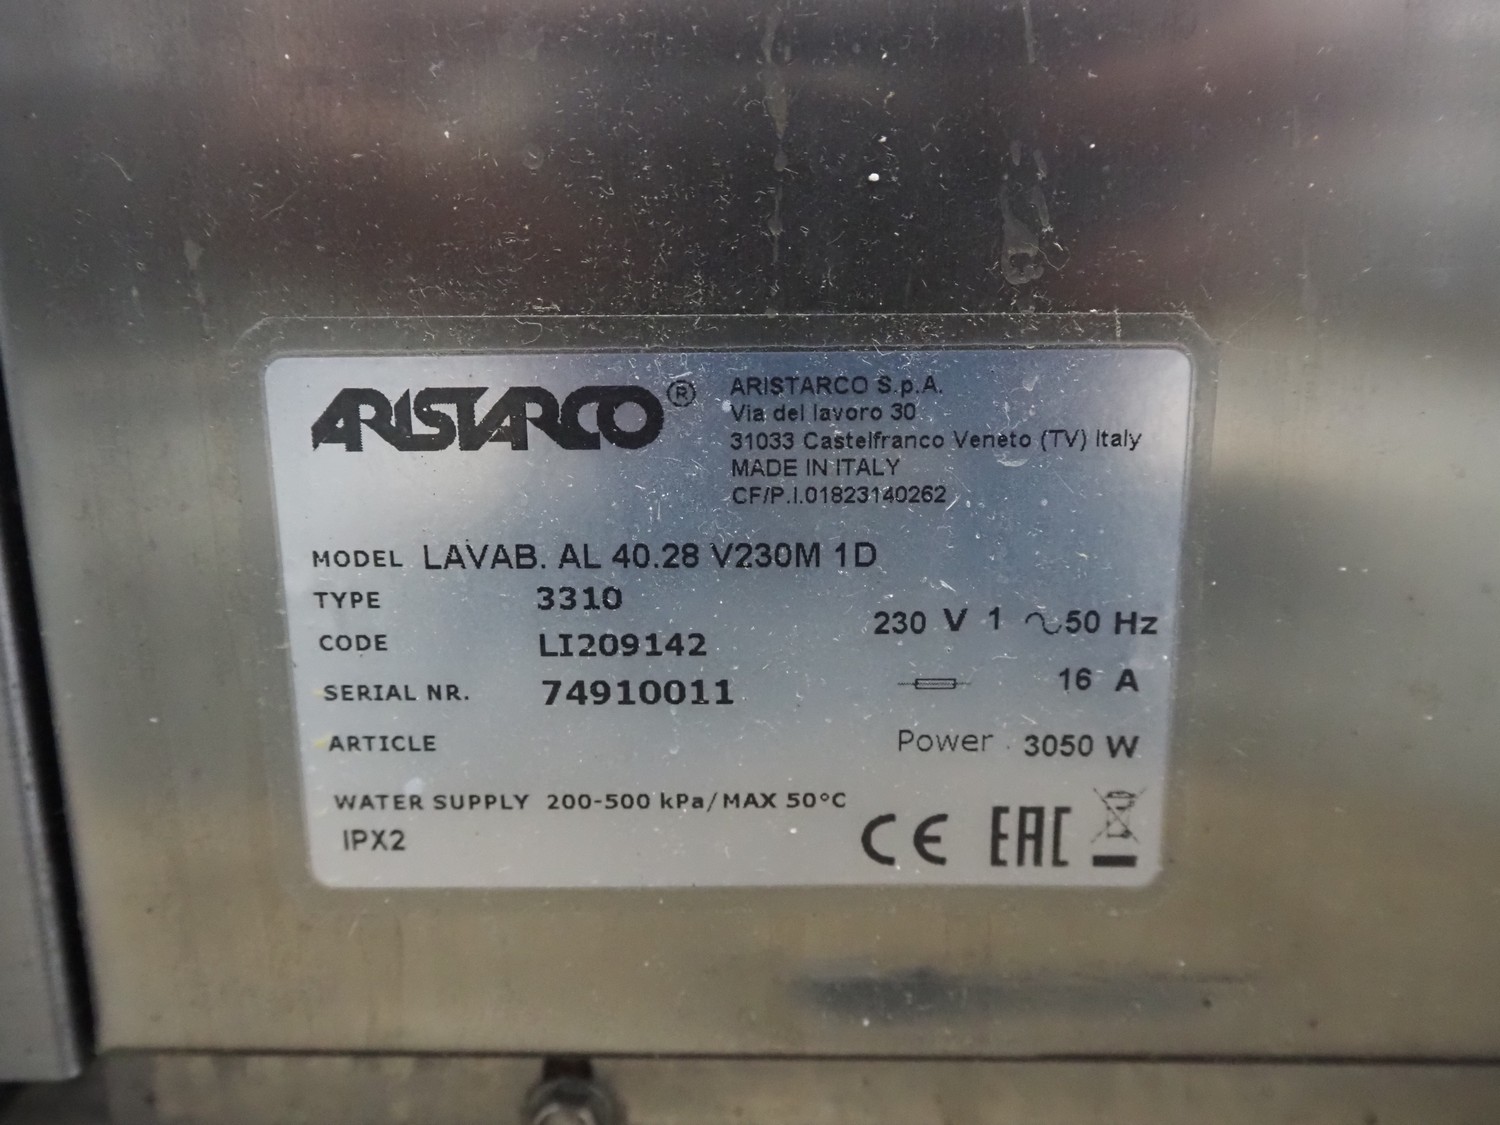 ARISTARCO®
ARISTARCO S.p.A.
Via del lavoro 30
31033 Castelfranco Veneto (TV) Italy
MADE IN ITALY
CF/P.I.01823140262
MODEL LAVAB. AL 40.28 V230M 1D
TYPE 3310
CODE LI209142
SERIAL NR. 74910011
ARTICLE
230 V 1 ~ 50 Hz
16 A
Power 3050 W
WATER SUPPLY 200-500 kPa/MAX 50°C
IPX2
CE EAC